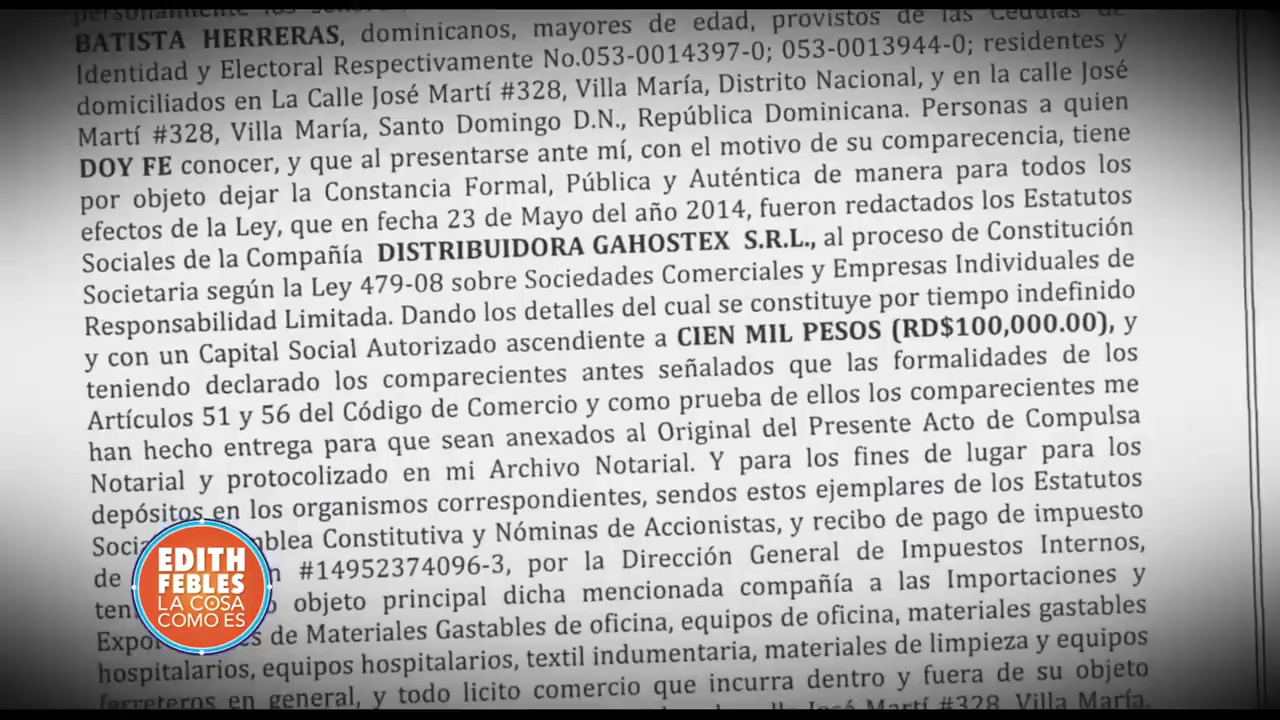 personalmente los
BATISTA HERRERAS, dominicanos, mayores de edad, provistos de las Cédulas de
Identidad y Electoral Respectivamente No.053-0014397-0; 053-0013944-0; residentes y
domiciliados en La Calle José Martí #328, Villa María, Distrito Nacional, y en la calle José
Martí #328, Villa María, Santo Domingo D.N., República Dominicana. Personas a quien
DOY FE conocer, y que al presentarse ante mí, con el motivo de su comparecencia, tiene
por objeto dejar la Constancia Formal, Pública y Auténtica de manera para todos los
efectos de la Ley, que en fecha 23 de Mayo del año 2014, fueron redactados los Estatutos
Sociales de la Compañía DISTRIBUIDORA GAHOSTEX S.R.L., al proceso de Constitución
Societaria según la Ley 479-08 sobre Sociedades Comerciales y Empresas Individuales de
Responsabilidad Limitada. Dando los detalles del cual se constituye por tiempo indefinido
y con un Capital Social Autorizado ascendiente a CIEN MIL PESOS (RD$100,000.00), y
teniendo declarado los comparecientes antes señalados que las formalidades de los
Artículos 51 y 56 del Código de Comercio y como prueba de ellos los comparecientes me
han hecho entrega para que sean anexados al Original del Presente Acto de Compulsa
Notarial y protocolizado en mi Archivo Notarial. Y para los fines de lugar para los
depósitos en los organismos correspondientes, sendos estos ejemplares de los Estatutos
Constitutiva y Nóminas de Accionistas, y recibo de pago de impuesto
de #14952374096-3, por la Dirección General de Impuestos Internos,
objeto principal dicha mencionada compañía a las Importaciones y
de Materiales Gastables de oficina, equipos de oficina, materiales gastables
hospitalarios, equipos hospitalarios, textil indumentaria, materiales de limpieza y equipos
ferreteros en general, y todo licito comercio que incurra dentro y fuera de su objeto
calle José Martí #328, Villa María,
EDITH
FEBLES
LA COSA
COMO ES